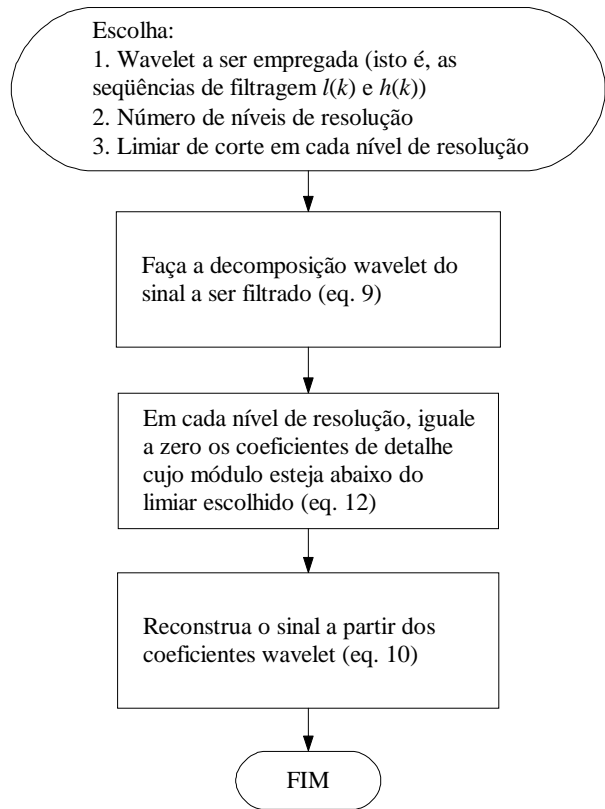 Escolha:
1. Wavelet a ser empregada (isto é, as
seqüências de filtragem l(k) e h(k))
2. Número de níveis de resolução
3. Limiar de corte em cada nível de resolução
Faça a decomposição wavelet do
sinal a ser filtrado (eq. 9)
Em cada nível de resolução, iguale
a zero os coeficientes de detalhe
cujo módulo esteja abaixo do
limiar escolhido (eq. 12)
Reconstrua o sinal a partir dos
coeficientes wavelet (eq. 10)
FIM